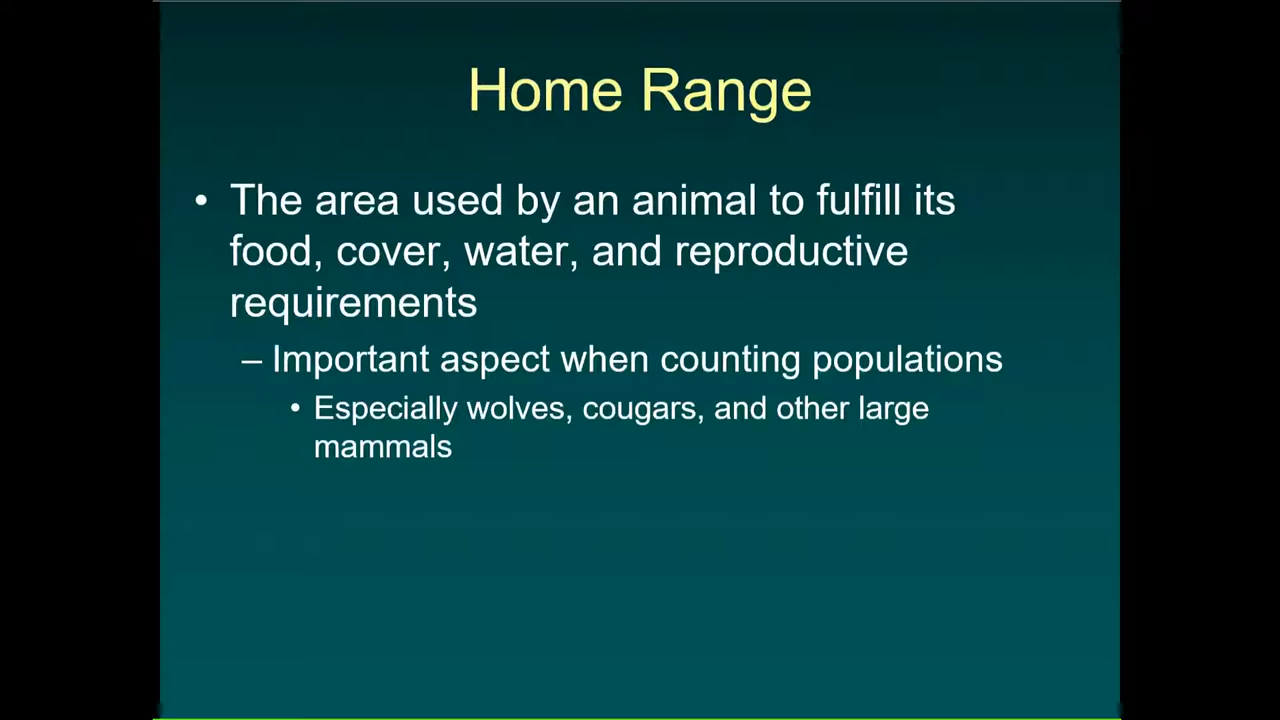 Home Range
• The area used by an animal to fulfill its
food, cover, water, and reproductive
requirements
– Important aspect when counting populations
• Especially wolves, cougars, and other large
mammals